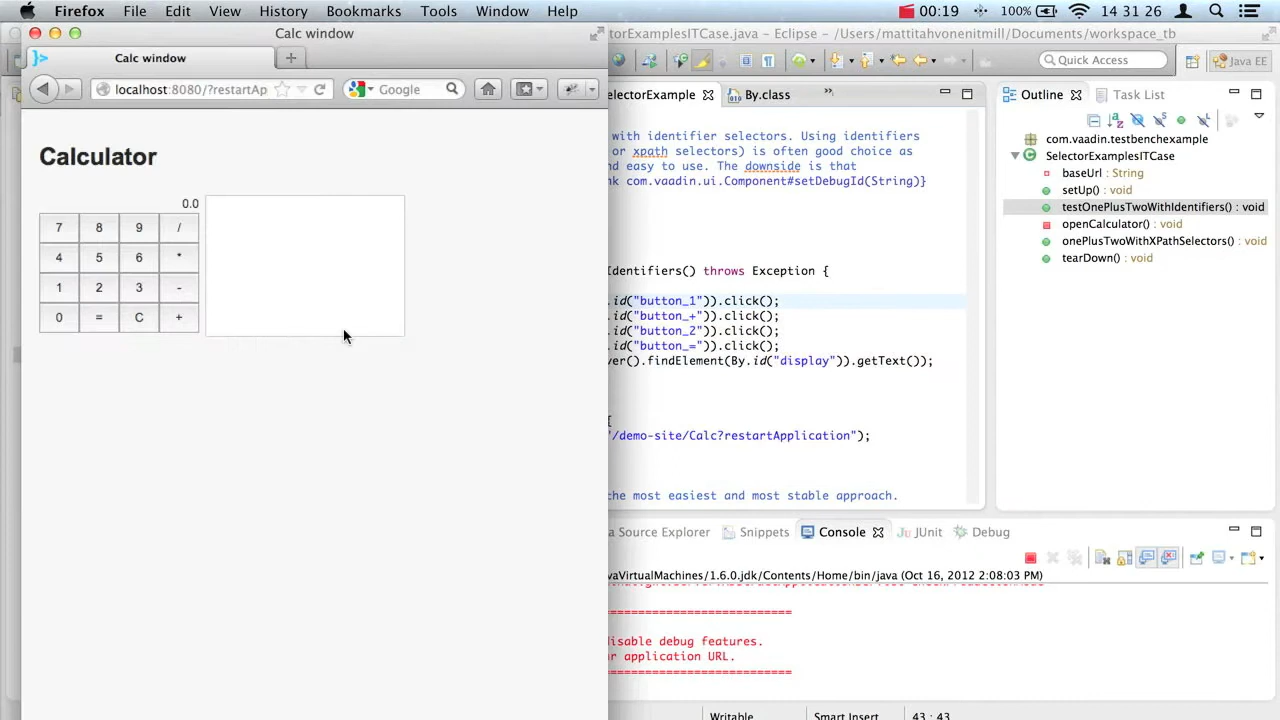 Firefox File Edit View History Bookmarks Tools Window Help 00:19 100% 14 31 26
Calc window
ectorExamplesITCase.java – Eclipse – /Users/mattitahvonenitmill/Documents/workspace_tb
Calc window
Quick Access
Java EE
localhost:8080/?restartAp
Google
electorExample
By.class
Outline
Task List
Calculator
0.0
7 8 9 /
4 5 6 *
1 2 3 -
0 = C +
with identifier selectors. Using identifiers
or xpath selectors) is often good choice as
nd easy to use. The downside is that
nk com.vaadin.ui.Component#setDebugId(String)}
Identifiers() throws Exception {
.id("button_1")).click();
.id("button_+")).click();
.id("button_2")).click();
.id("button_=")).click();
ver().findElement(By.id("display")).getText());
{
"/demo-site/Calc?restartApplication");
the most easiest and most stable approach.
com.vaadin.testbenchexample
SelectorExamplesITCase
baseUrl : String
setUp() : void
testOnePlusTwoWithIdentifiers() : void
openCalculator() : void
onePlusTwoWithXPathSelectors() : void
tearDown() : void
a Source Explorer
Snippets
Console
JUnit
Debug
vaVirtualMachines/1.6.0.jdk/Contents/Home/bin/java (Oct 16, 2012 2:08:03 PM)
=========================
isable debug features.
r application URL.
=========================
Writable
Smart Insert
43 : 43